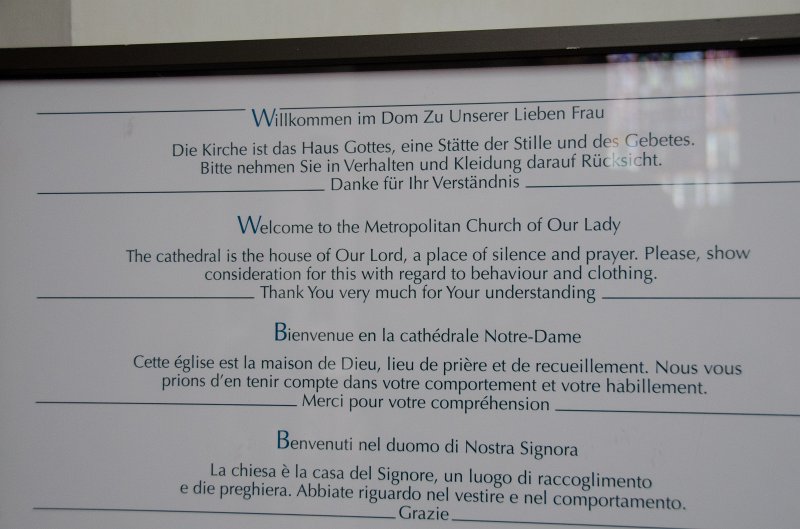 Willkommen im Dom Zu Unserer Lieben Frau
Die Kirche ist das Haus Gottes, eine Stätte der Stille und des Gebetes.
Bitte nehmen Sie in Verhalten und Kleidung darauf Rücksicht.
Danke für Ihr Verständnis
Welcome to the Metropolitan Church of Our Lady
The cathedral is the house of Our Lord, a place of silence and prayer. Please, show
consideration for this with regard to behaviour and clothing.
Thank You very much for Your understanding
Bienvenue en la cathédrale Notre-Dame
Cette église est la maison de Dieu, lieu de prière et de recueillement. Nous vous
prions d'en tenir compte dans votre comportement et votre habillement.
Merci pour votre compréhension
Benvenuti nel duomo di Nostra Signora
La chiesa è la casa del Signore, un luogo di raccoglimento
e die preghiera. Abbiate riguardo nel vestire e nel comportamento.
Grazie